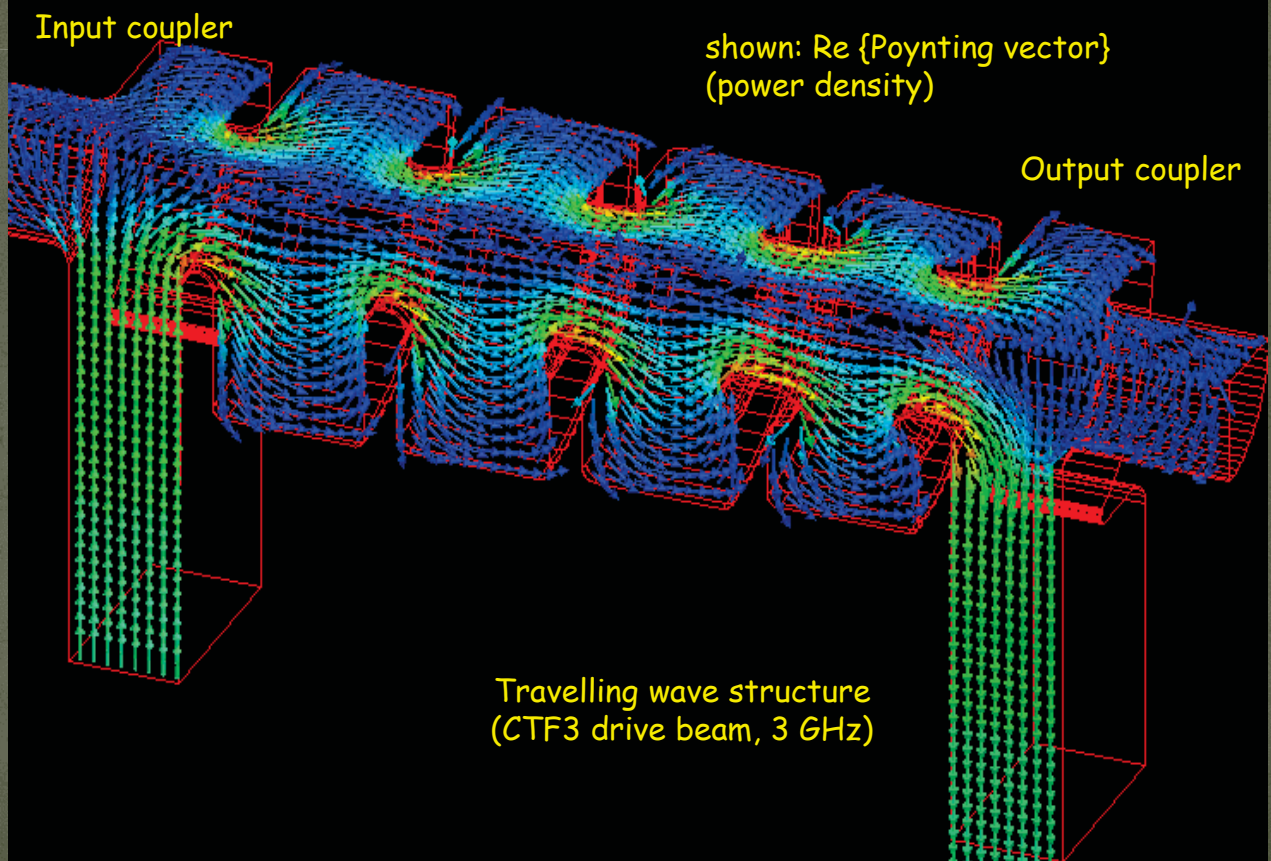 Input coupler
shown: Re {Poynting vector}
(power density)
Output coupler
Travelling wave structure
(CTF3 drive beam, 3 GHz)